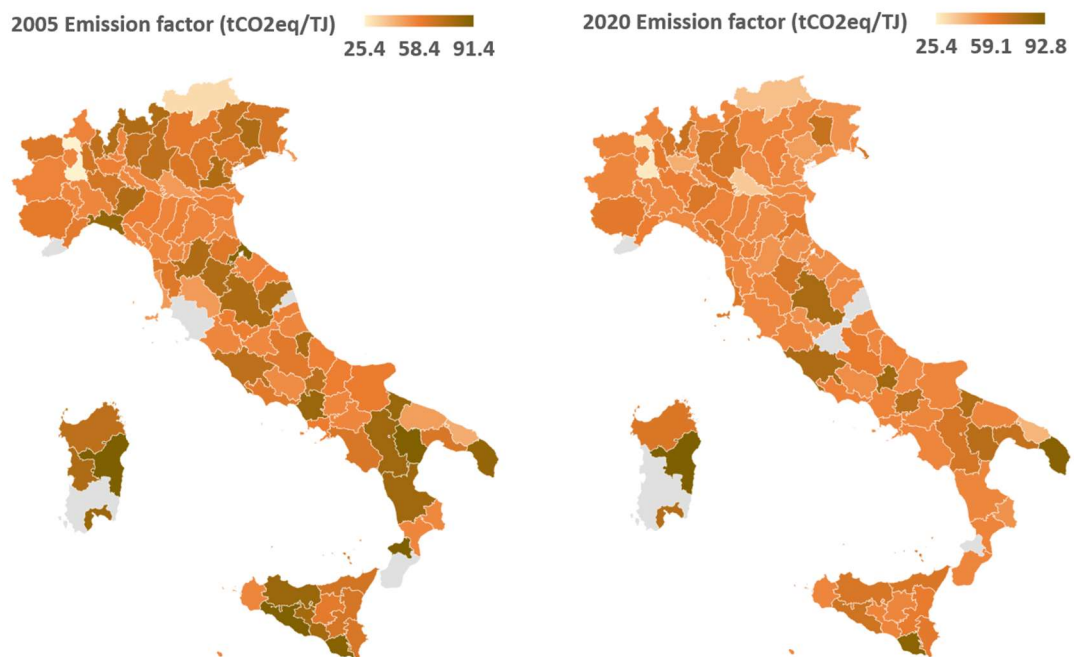 2005 Emission factor (tCO2eq/TJ)
25.4 58.4 91.4
2020 Emission factor (tCO2eq/TJ)
25.4 59.1 92.8